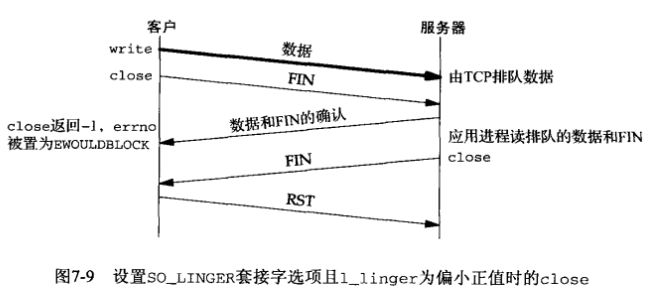 客户
服务器
write
数据
close
FIN
由TCP排队数据
数据和FIN的确认
close返回-1，errno
被置为EWOULDBLOCK
应用进程读排队的数据和FIN
FIN
close
RST
图7-9 设置SO_LINGER套接字选项且l_linger为偏小正值时的close